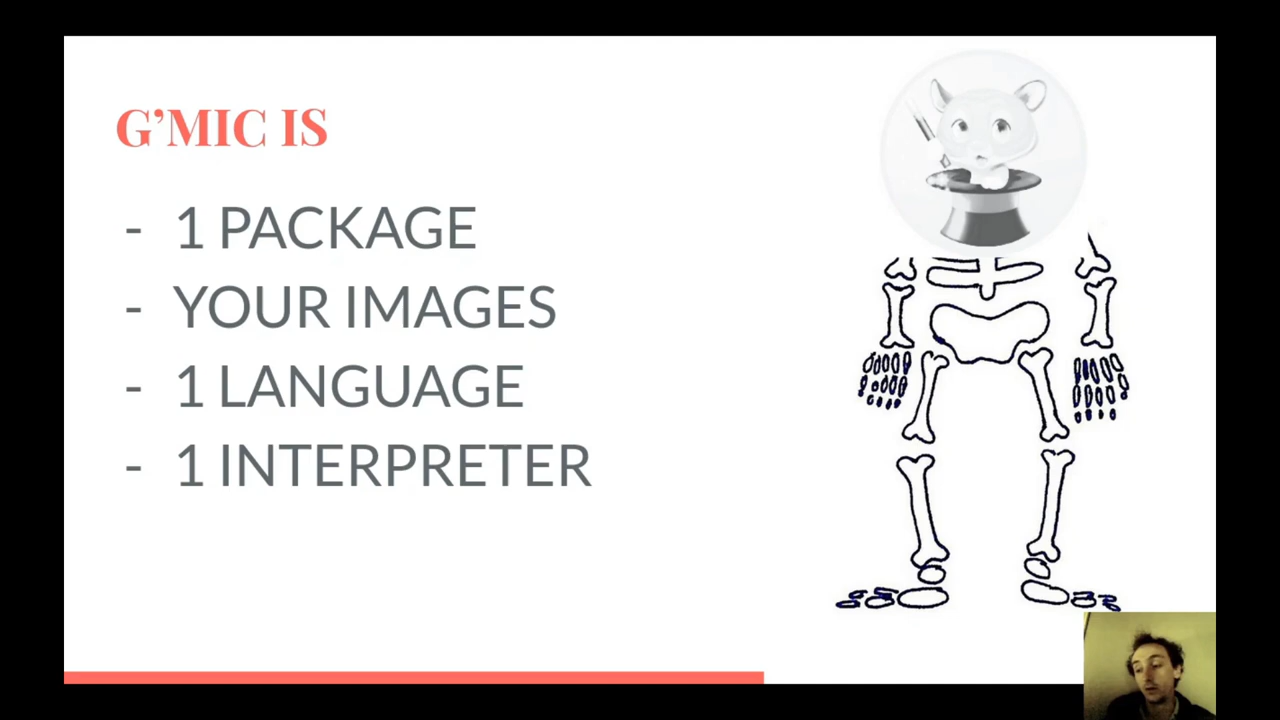 G’MIC IS
- 1 PACKAGE
- YOUR IMAGES
- 1 LANGUAGE
- 1 INTERPRETER